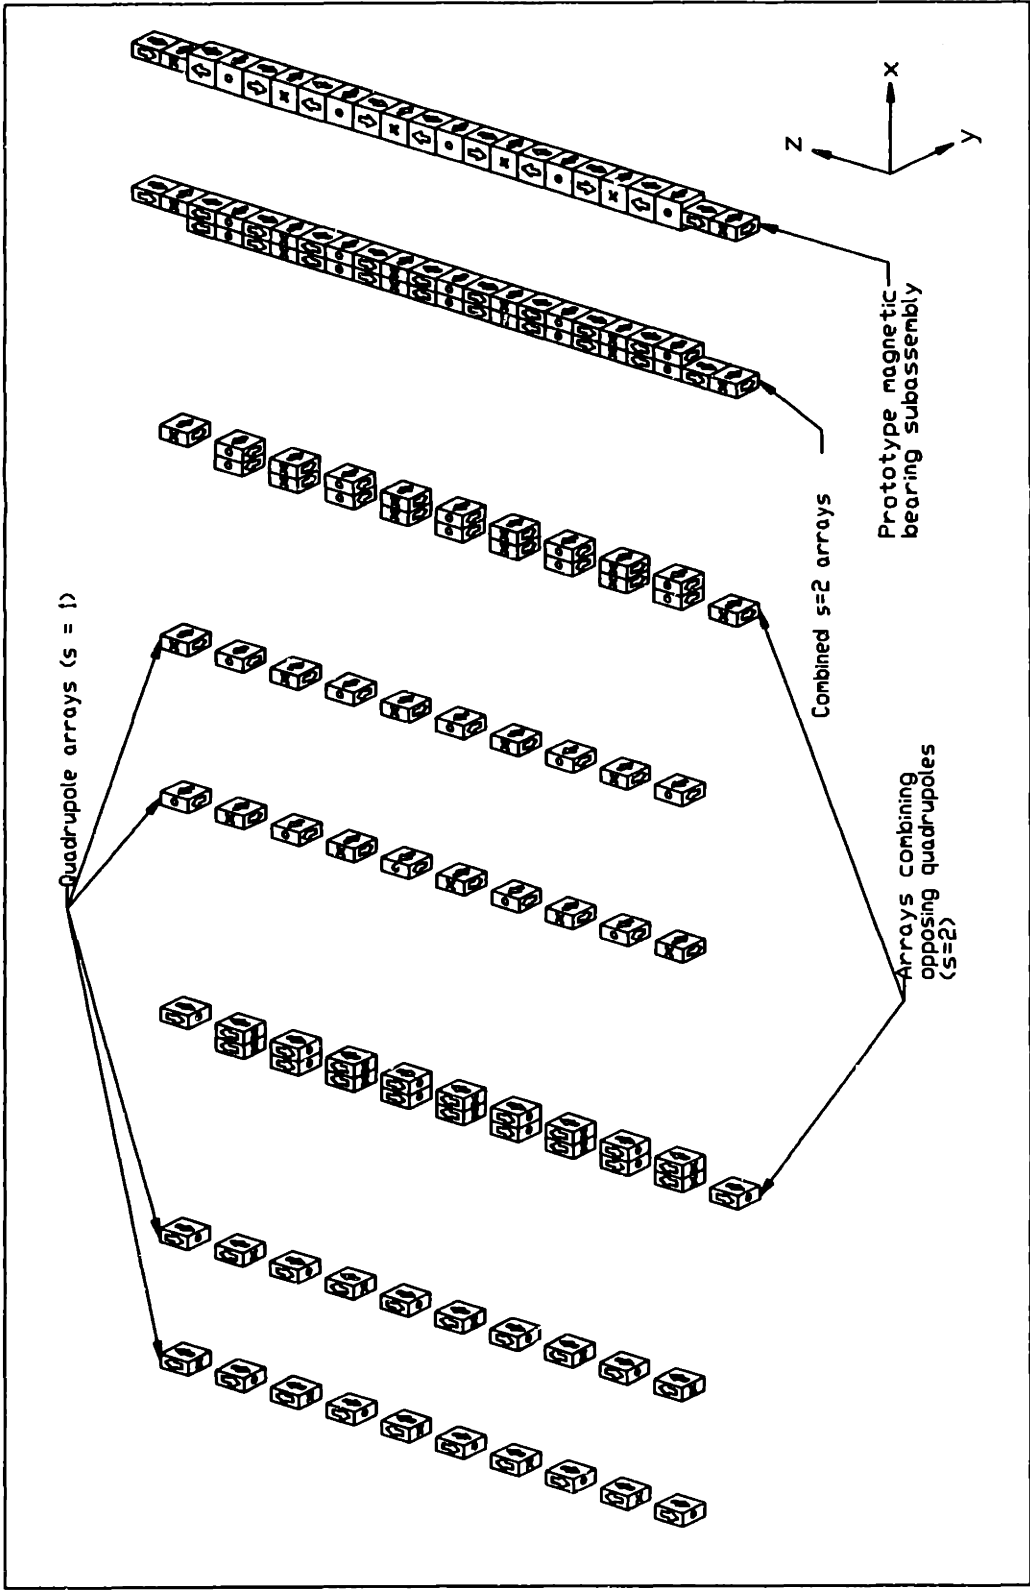 Quadrupole arrays (s = 1)
z
x
y
Prototype magnetic
bearing subassembly
Combined s=2 arrays
Arrays combining
opposing quadrupoles
(s=2)